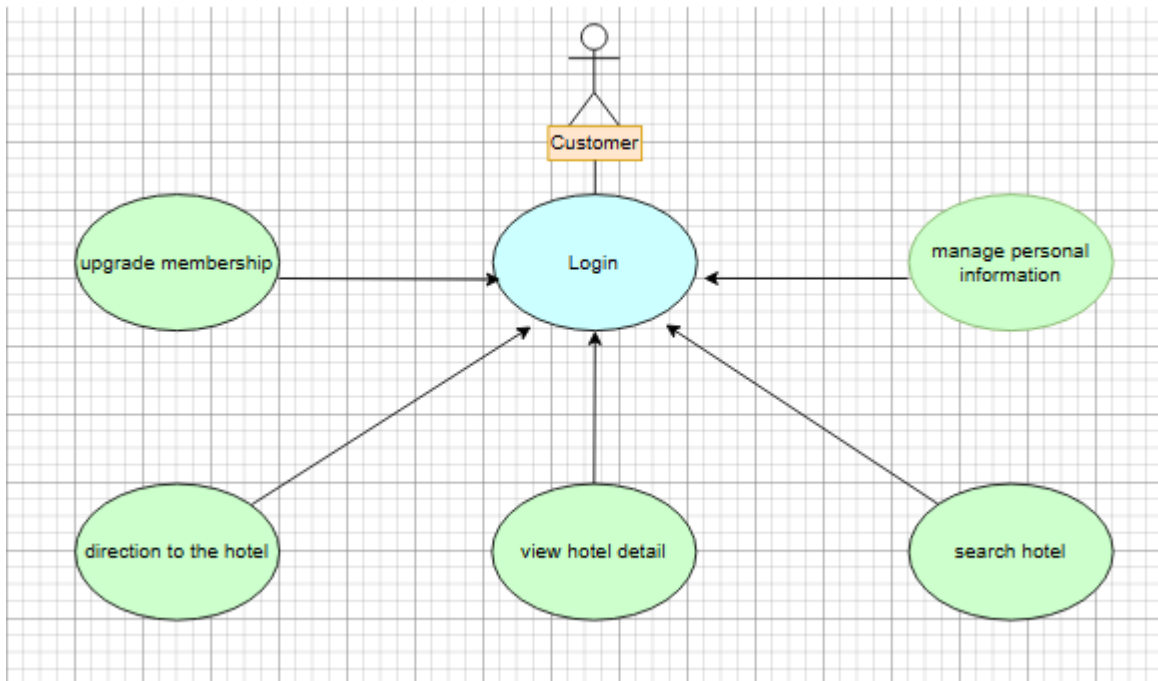 Customer
upgrade membership
Login
manage personal
information
direction to the hotel
view hotel detail
search hotel